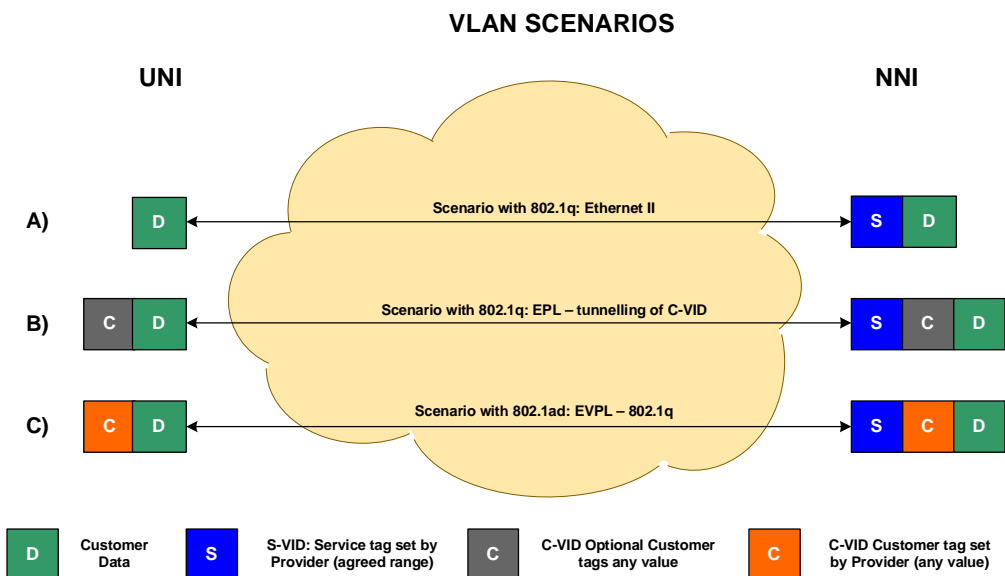 VLAN SCENARIOS
UNI
NNI
A)
D
Scenario with 802.1q: Ethernet II
S
D
B)
C
D
Scenario with 802.1q: EPL – tunnelling of C-VID
S
C
D
C)
C
D
Scenario with 802.1ad: EVPL – 802.1q
S
C
D
D
Customer
Data
S
S-VID: Service tag set by
Provider (agreed range)
C
C-VID Optional Customer
tags any value
C
C-VID Customer tag set
by Provider (any value)